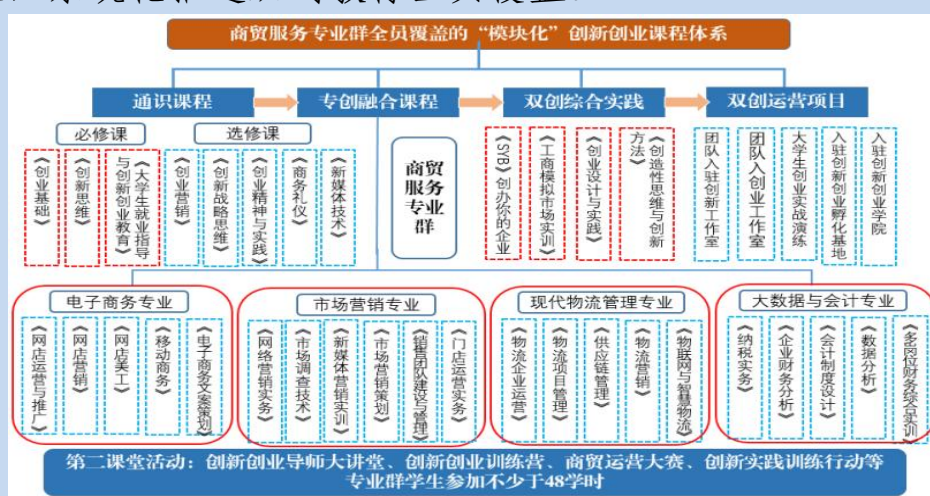 商贸服务专业群全员覆盖的“模块化”创新创业课程体系
通识课程
专创融合课程
双创综合实践
双创运营项目
必修课
选修课
《创业基础》
《创新思维》
《大学生就业指导
与创新创业教育》
《创业营销》
《创新战略思维》
《创业精神与实践》
《商务礼仪》
《新媒体技术》
商贸
服务
专业
群
《SYB》创办你的企业
《工商模拟市场实训》
《创业设计与实践》
《创造性思维与创新
方法》
团队入驻创新工作室
团队入创业工作室
大学生创业实战演练
入驻创新创业孵化基地
入驻创新创业学院
电子商务专业
市场营销专业
现代物流管理专业
大数据与会计专业
《网店运营与推广》
《网店营销》
《网店美工》
《移动商务》
《电子商务文案策划》
《网络营销实务》
《市场调查技术》
《新媒体营销实训》
《市场营销策划》
《销售团队建设与管理》
《门店运营实务》
《物流企业运营》
《物流项目管理》
《供应链管理》
《物流营销》
《物联网与智慧物流》
《纳税实务》
《企业财务分析》
《会计制度设计》
《数据分析》
《多岗位财务综合实训》
第二课堂活动：创新创业导师大讲堂、创新创业训练营、商贸运营大赛、创新实践训练行动等
专业群学生参加不少于48学时